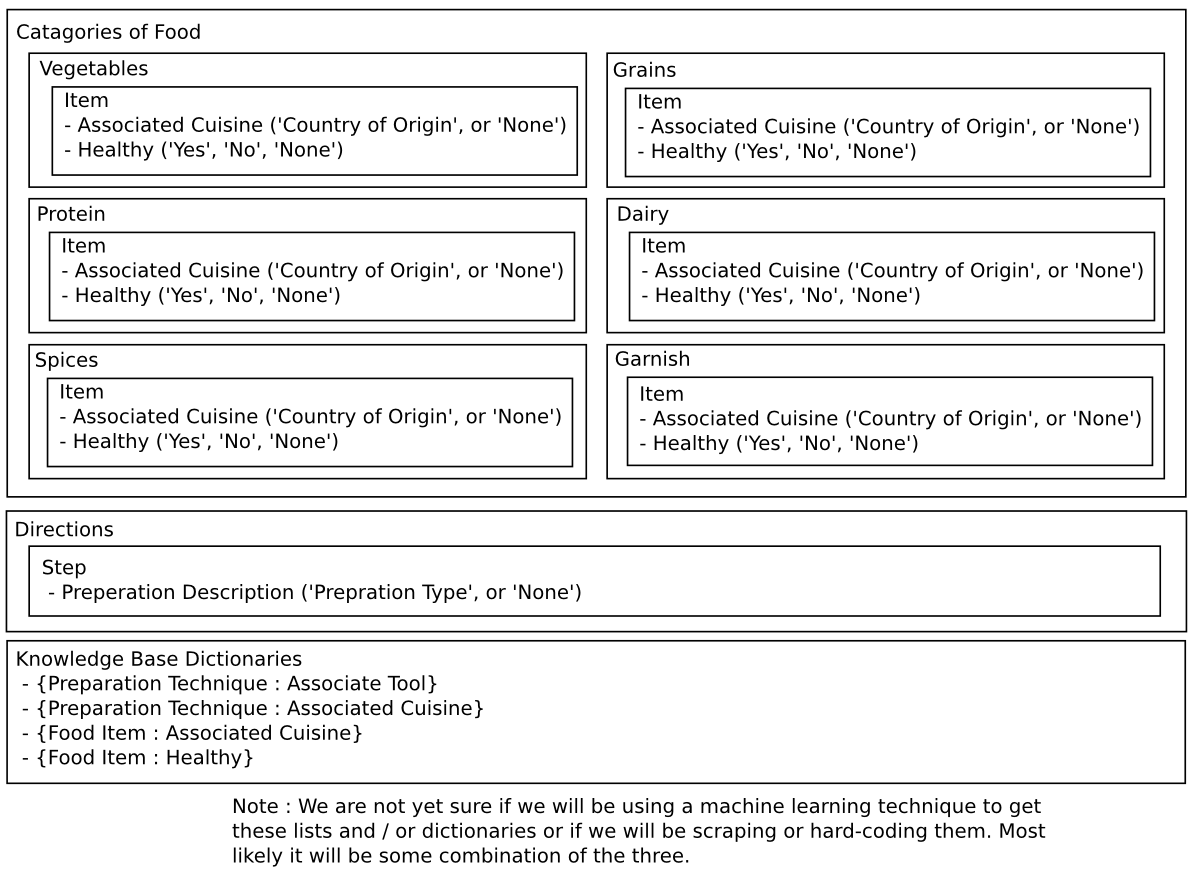 Catagories of Food
Vegetables
Item
- Associated Cuisine ('Country of Origin', or 'None')
- Healthy ('Yes', 'No', 'None')
Grains
Item
- Associated Cuisine ('Country of Origin', or 'None')
- Healthy ('Yes', 'No', 'None')
Protein
Item
- Associated Cuisine ('Country of Origin', or 'None')
- Healthy ('Yes', 'No', 'None')
Dairy
Item
- Associated Cuisine ('Country of Origin', or 'None')
- Healthy ('Yes', 'No', 'None')
Spices
Item
- Associated Cuisine ('Country of Origin', or 'None')
- Healthy ('Yes', 'No', 'None')
Garnish
Item
- Associated Cuisine ('Country of Origin', or 'None')
- Healthy ('Yes', 'No', 'None')
Directions
Step
- Preperation Description ('Prepration Type', or 'None')
Knowledge Base Dictionaries
- {Preparation Technique : Associate Tool}
- {Preparation Technique : Associated Cuisine}
- {Food Item : Associated Cuisine}
- {Food Item : Healthy}
Note : We are not yet sure if we will be using a machine learning technique to get
these lists and / or dictionaries or if we will be scraping or hard-coding them. Most
likely it will be some combination of the three.